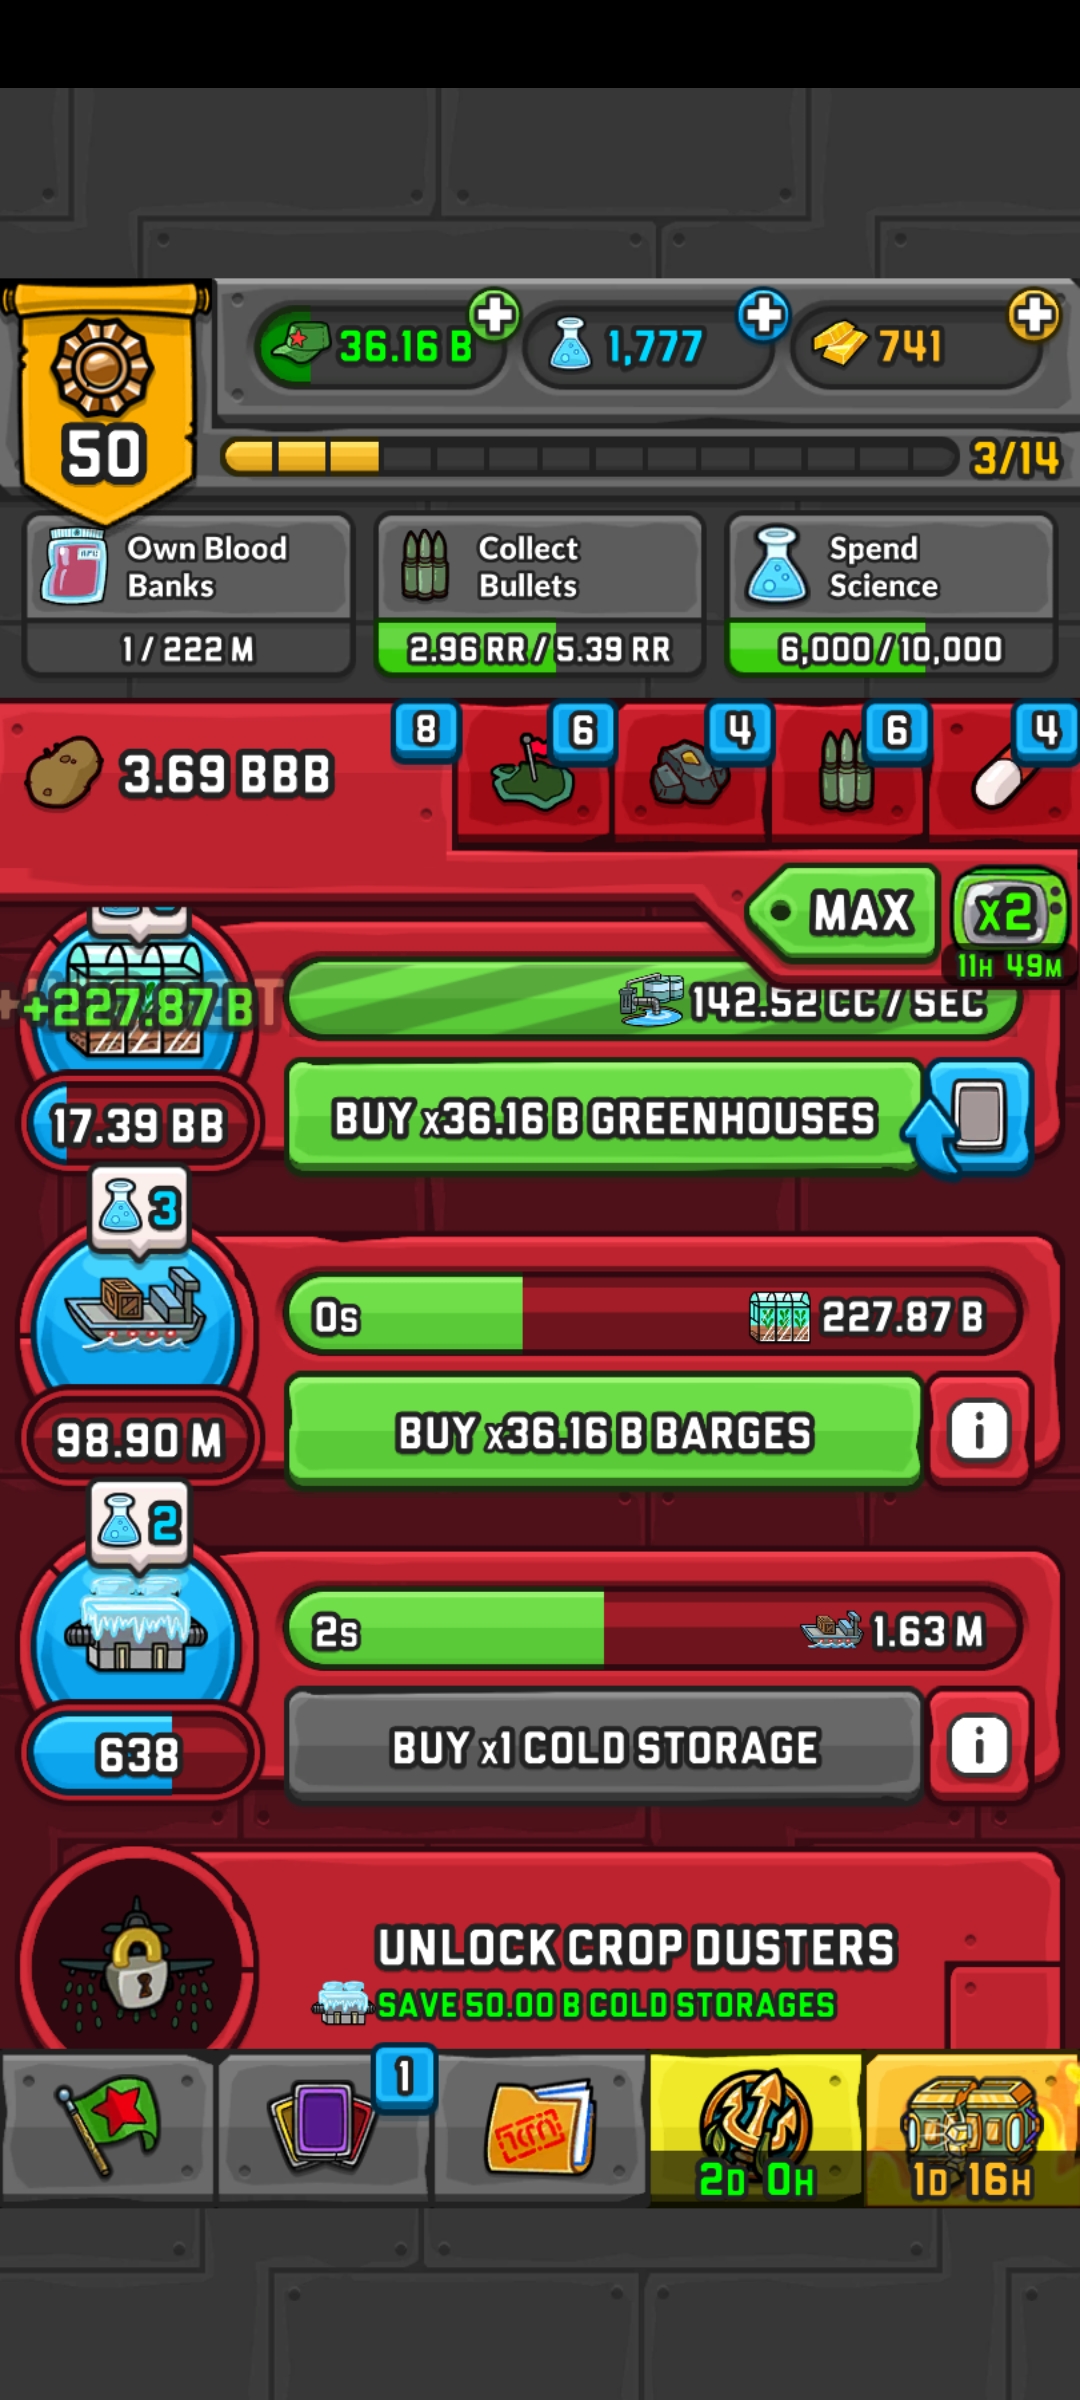 50
36.16 B
1,777
741
3/14
Own Blood
Banks
1 / 222 M
Collect
Bullets
2.96 RR / 5.39 RR
Spend
Science
6,000 / 10,000
3.69 BBB
8
6
4
6
4
MAX
x2
11H 49M
+227.87 B
142.52 CC / SEC
17.39 BB
BUY x36.16 B GREENHOUSES
3
0s
227.87 B
98.90 M
BUY x36.16 B BARGES
i
2
2s
1.63 M
638
BUY x1 COLD STORAGE
i
UNLOCK CROP DUSTERS
SAVE 50.00 B COLD STORAGES
1
2D 0H
1D 16H